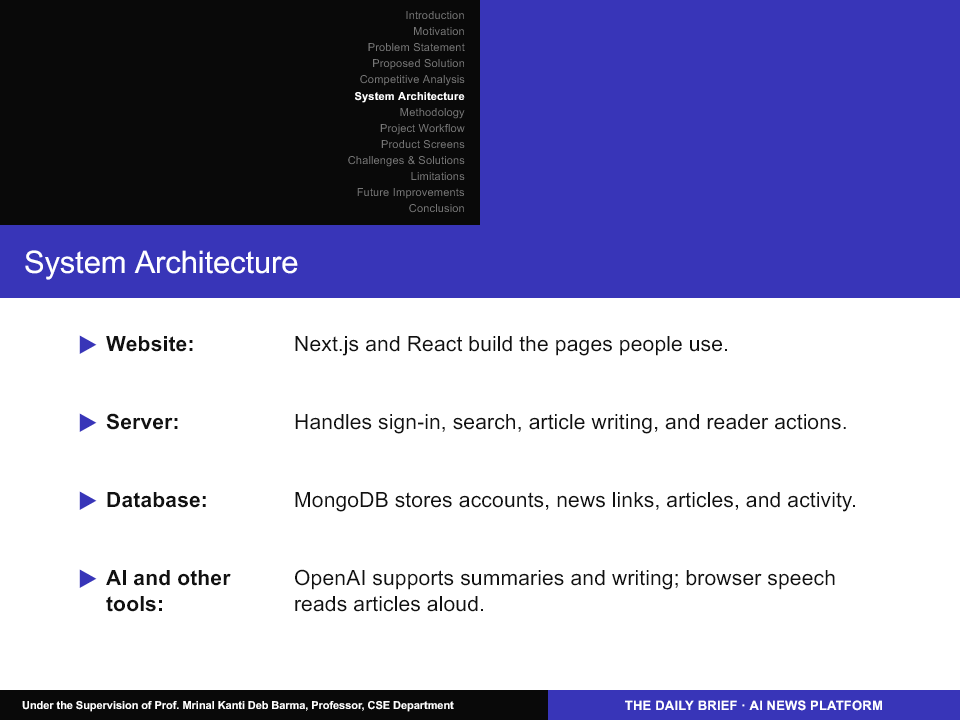 Introduction
Motivation
Problem Statement
Proposed Solution
Competitive Analysis
System Architecture
Methodology
Project Workflow
Product Screens
Challenges & Solutions
Limitations
Future Improvements
Conclusion
System Architecture
Website: Next.js and React build the pages people use.
Server: Handles sign-in, search, article writing, and reader actions.
Database: MongoDB stores accounts, news links, articles, and activity.
AI and other tools: OpenAI supports summaries and writing; browser speech
reads articles aloud.
Under the Supervision of Prof. Mrinal Kanti Deb Barma, Professor, CSE Department
THE DAILY BRIEF · AI NEWS PLATFORM